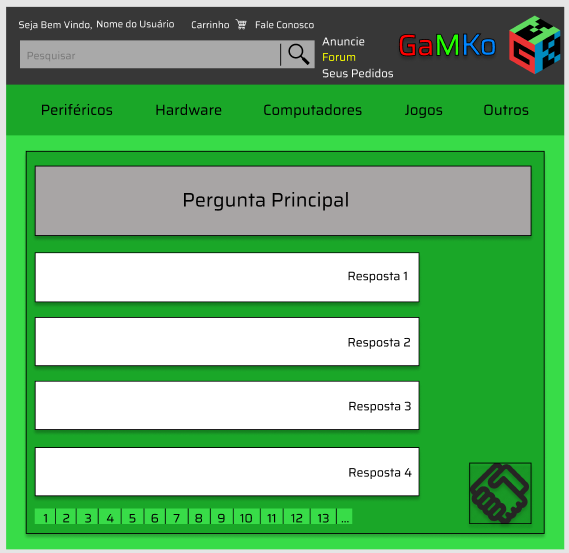 Seja Bem Vindo, Nome do Usuário Carrinho Fale Conosco
Pesquisar
Anuncie
Forum
Seus Pedidos
GaMKo
Periféricos Hardware Computadores Jogos Outros
Pergunta Principal
Resposta 1
Resposta 2
Resposta 3
Resposta 4
1 2 3 4 5 6 7 8 9 10 11 12 13 ...